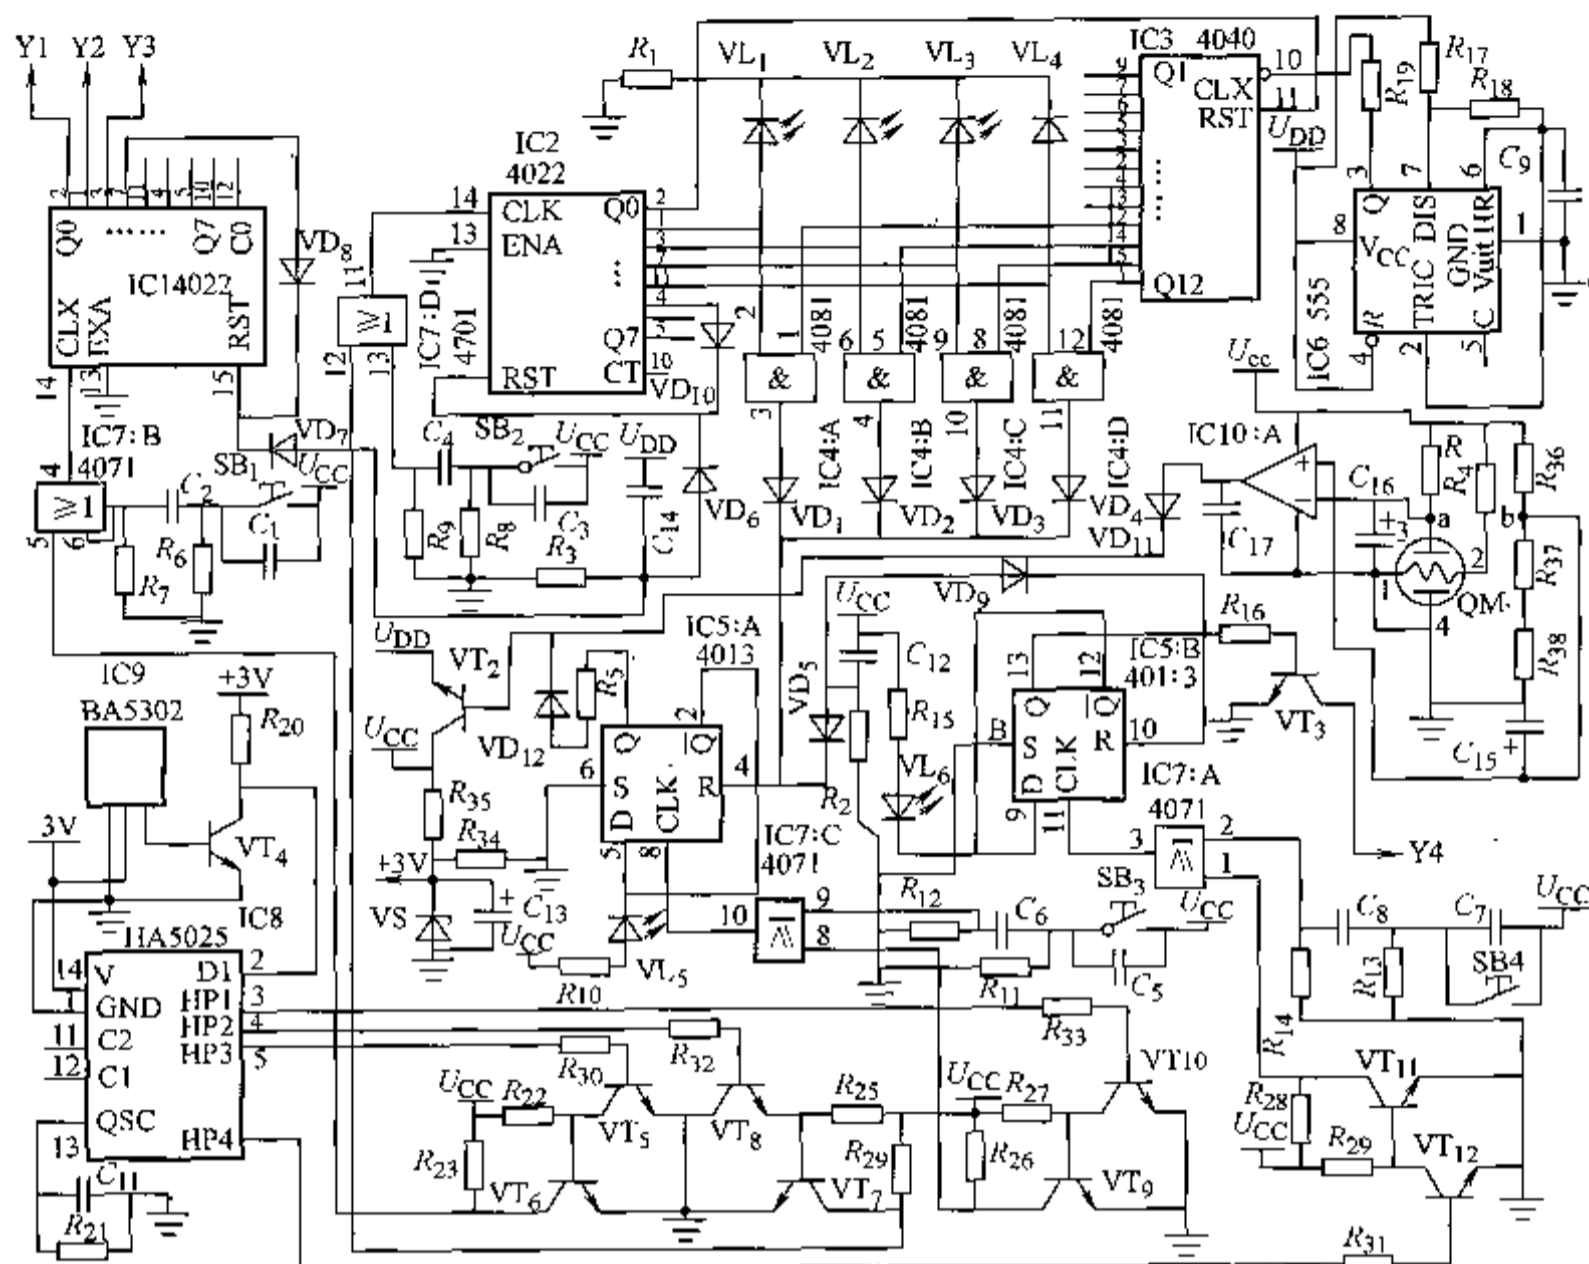 Y1 Y2 Y3
R1
VL1 VL2 VL3 VL4
IC3 4040
Q1
CLX
RST
10
11
Q12
R19
R17
R18
C9
UDD
IC2
4022
14 CLK Q0 2
13 ENA
...
Q7
CT 10
RST
Q0 ...... Q7 C0
IC14022
CLX
EXA
RST
14 13 15
VD8
VD7
11
≥1
12 13
IC7:D
4701
VD10
3 7 6
Q DIS
8 VCC
GND
Vuit HR
1
TRIC
R
C
4 2 5
IC6 555
2 1 4081
6 5 4081
9 8 4081
12 4081
& & & &
3 4 10 11
IC4:A IC4:B IC4:C IC4:D
VD1 VD2 VD3 VD4
VD11
IC7:B
4071
4
≥1
5 6
SB1
UCC
C2
C1
R7
R6
C4
SB2
UCC
UDD
C3
R9
R8
R3
C14
VD6
Ucc
IC10:A
+
−
C16
R
R4
R36
a
b
C17
3
2
1
4
QM
R37
R38
C15 +
IC9
BA5302
+3V
R20
VT4
3V
UDD
VT2
UCC
VD12
R5
R35
R34
+3V
VS
+
C13
UCC
R10
VL5
IC5:A
4013
Q Q 2
6 S R 4
D CLK
5 8
IC7:C
4071
10 9
8
VD9
UCC
C12
VD5
R2
R15
VL6
13 12
IC5:B
401:3
Q Q
B S R 10
D CLK
9 11
R16
VT3
IC7:A
4071
3 2
1
Y4
R12
R11
C6
SB3
UCC
C5
C8
C7
UCC
SB4
R14
R13
IC8
HA5025
14 V D1 2
1 GND HP1 3
11 C2 HP2 4
12 C1 HP3 5
QSC
13 HP4
C11
R21
R30
R32
R33
UCC
R22
R23
VT5
VT6
VT8
VT7
R25
R29
UCC
R27
R26
VT10
VT9
R28
UCC
R29
VT11
VT12
R31